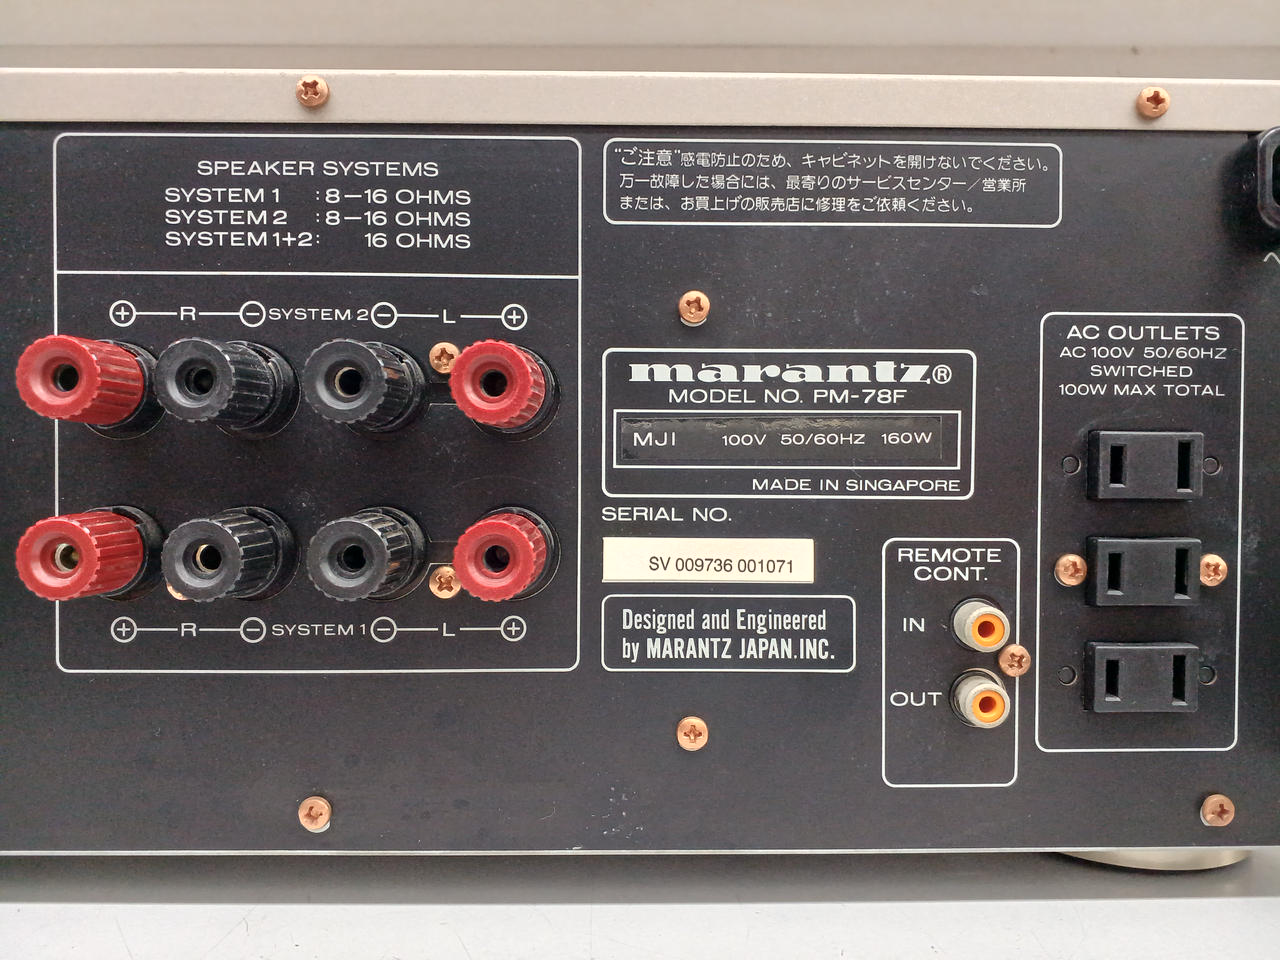 SPEAKER SYSTEMS
SYSTEM 1 : 8–16 OHMS
SYSTEM 2 : 8–16 OHMS
SYSTEM 1+2 : 16 OHMS
⊕ R ⊖ SYSTEM 2 ⊖ L ⊕
⊕ R ⊖ SYSTEM 1 ⊖ L ⊕
"ご注意"感電防止のため、キャビネットを開けないでください。
万一故障した場合には、最寄りのサービスセンター／営業所
または、お買上げの販売店に修理をご依頼ください。
marantz®
MODEL NO. PM-78F
MJI 100V 50/60HZ 160W
MADE IN SINGAPORE
SERIAL NO.
SV 009736 001071
Designed and Engineered
by MARANTZ JAPAN.INC.
REMOTE
CONT.
IN
OUT
AC OUTLETS
AC 100V 50/60HZ
SWITCHED
100W MAX TOTAL